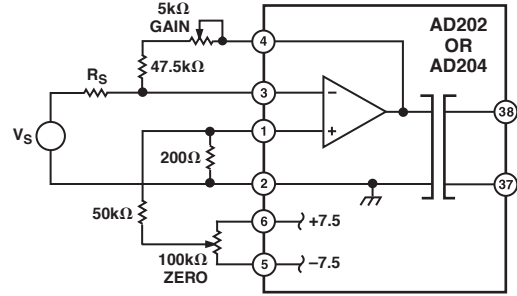 5kΩ
GAIN
AD202
OR
AD204
4
47.5kΩ
RS
3
−
38
VS
1
+
200Ω
2
37
50kΩ
6
+7.5
100kΩ
ZERO
5
−7.5